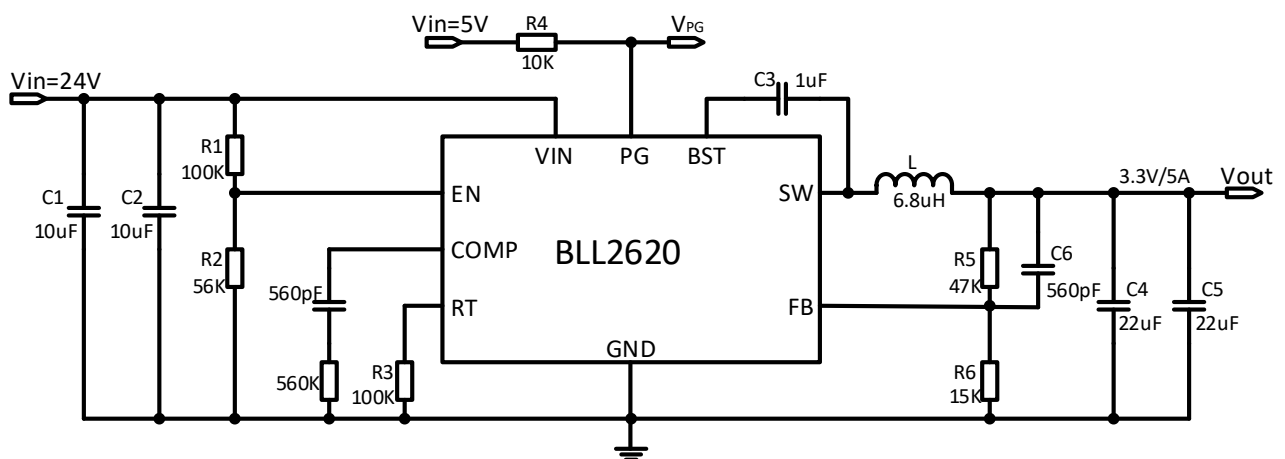 Vin=5V
R4
10K
VPG
Vin=24V
C3
1uF
R1
100K
VIN
PG
BST
L
6.8uH
3.3V/5A
Vout
EN
SW
C1
10uF
C2
10uF
R2
56K
COMP
BLL2620
R5
47K
C6
560pF
C4
22uF
C5
22uF
560pF
RT
FB
GND
560K
R3
100K
R6
15K